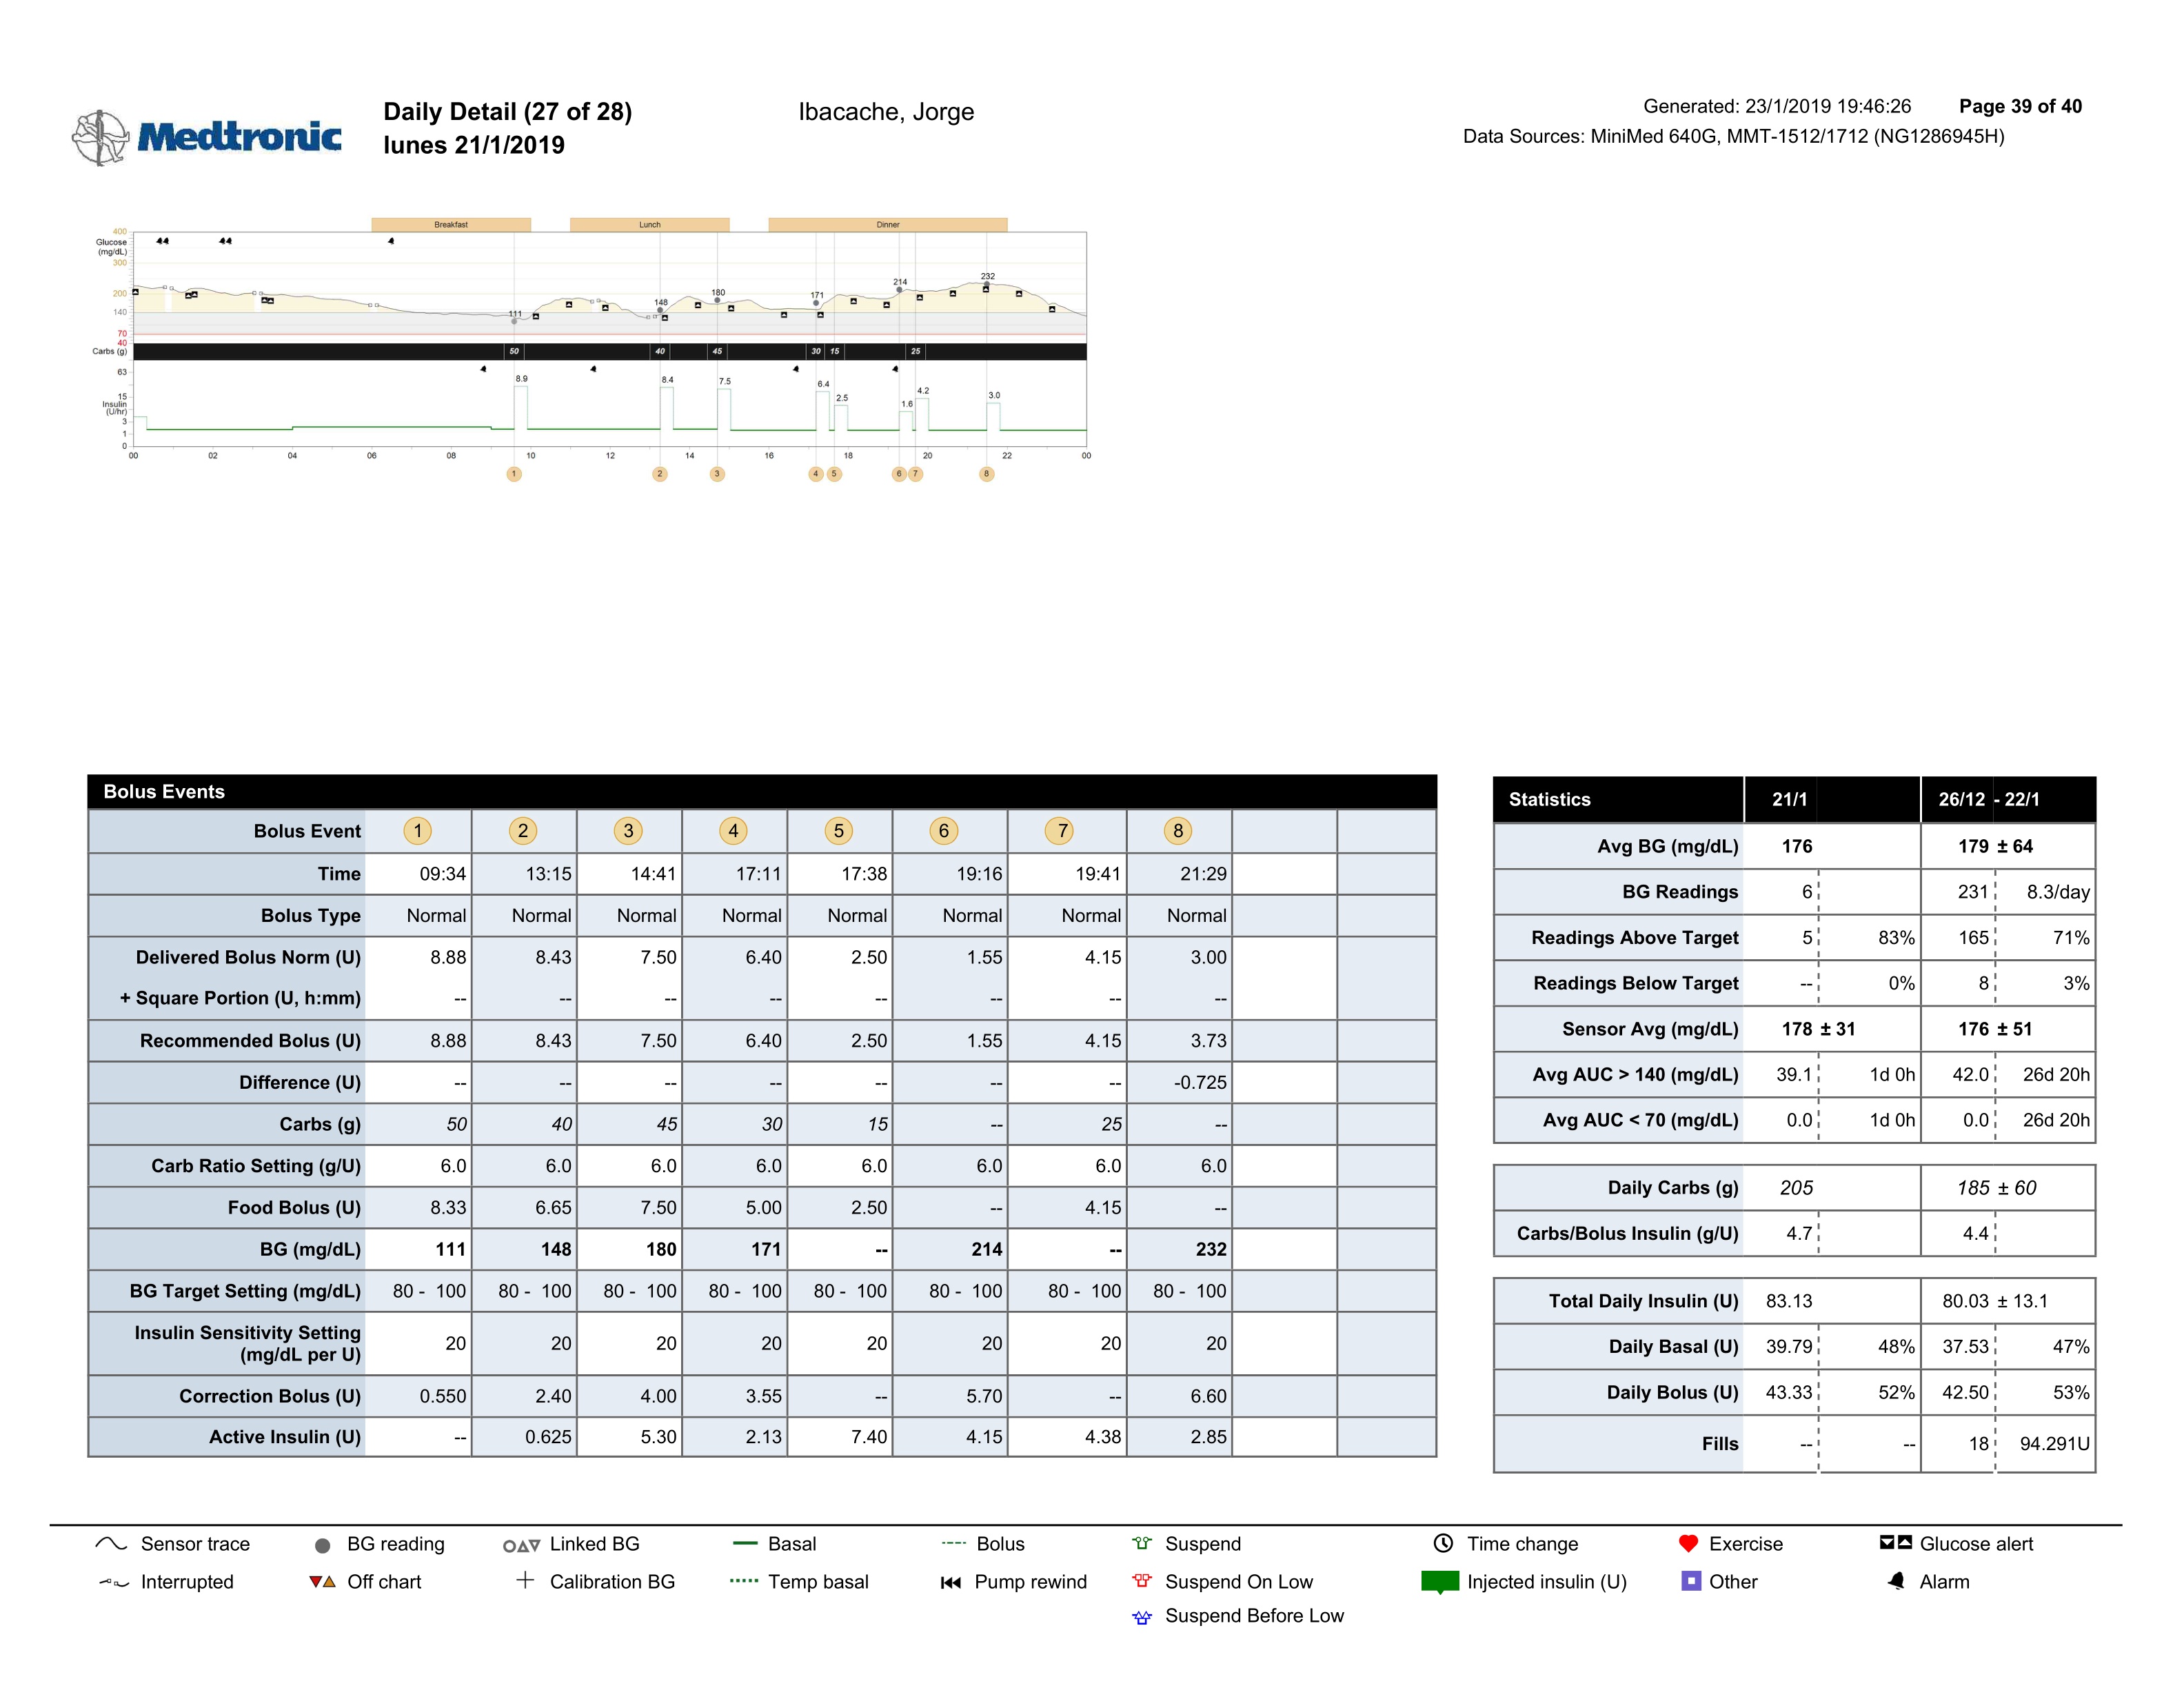 Medtronic
Daily Detail (27 of 28)
lunes 21/1/2019
Ibacache, Jorge
Generated: 23/1/2019 19:46:26 Page 39 of 40
Data Sources: MiniMed 640G, MMT-1512/1712 (NG1286945H)
Breakfast Lunch Dinner
400
Glucose
(mg/dL)
300
200
140
70
40
111 148 180 171 214 232
Carbs (g) 50 40 45 30 15 25
63
15
Insulin
(U/hr)
3
1
0
8.9 8.4 7.5 6.4 2.5 1.6 4.2 3.0
00 02 04 06 08 10 12 14 16 18 20 22 00
1 2 3 4 5 6 7 8
Bolus Events
Bolus Event 1 2 3 4 5 6 7 8
Time 09:34 13:15 14:41 17:11 17:38 19:16 19:41 21:29
Bolus Type Normal Normal Normal Normal Normal Normal Normal Normal
Delivered Bolus Norm (U) 8.88 8.43 7.50 6.40 2.50 1.55 4.15 3.00
+ Square Portion (U, h:mm) -- -- -- -- -- -- -- --
Recommended Bolus (U) 8.88 8.43 7.50 6.40 2.50 1.55 4.15 3.73
Difference (U) -- -- -- -- -- -- -- -0.725
Carbs (g) 50 40 45 30 15 -- 25 --
Carb Ratio Setting (g/U) 6.0 6.0 6.0 6.0 6.0 6.0 6.0 6.0
Food Bolus (U) 8.33 6.65 7.50 5.00 2.50 -- 4.15 --
BG (mg/dL) 111 148 180 171 -- 214 -- 232
BG Target Setting (mg/dL) 80 - 100 80 - 100 80 - 100 80 - 100 80 - 100 80 - 100 80 - 100 80 - 100
Insulin Sensitivity Setting
(mg/dL per U) 20 20 20 20 20 20 20 20
Correction Bolus (U) 0.550 2.40 4.00 3.55 -- 5.70 -- 6.60
Active Insulin (U) -- 0.625 5.30 2.13 7.40 4.15 4.38 2.85
Statistics 21/1 26/12 - 22/1
Avg BG (mg/dL) 176 179 ± 64
BG Readings 6 231 8.3/day
Readings Above Target 5 83% 165 71%
Readings Below Target -- 0% 8 3%
Sensor Avg (mg/dL) 178 ± 31 176 ± 51
Avg AUC > 140 (mg/dL) 39.1 1d 0h 42.0 26d 20h
Avg AUC < 70 (mg/dL) 0.0 1d 0h 0.0 26d 20h
Daily Carbs (g) 205 185 ± 60
Carbs/Bolus Insulin (g/U) 4.7 4.4
Total Daily Insulin (U) 83.13 80.03 ± 13.1
Daily Basal (U) 39.79 48% 37.53 47%
Daily Bolus (U) 43.33 52% 42.50 53%
Fills -- -- 18 94.291U
Sensor trace BG reading Linked BG Basal Bolus Suspend Time change Exercise Glucose alert
Interrupted Off chart Calibration BG Temp basal Pump rewind Suspend On Low Injected insulin (U) Other Alarm
Suspend Before Low